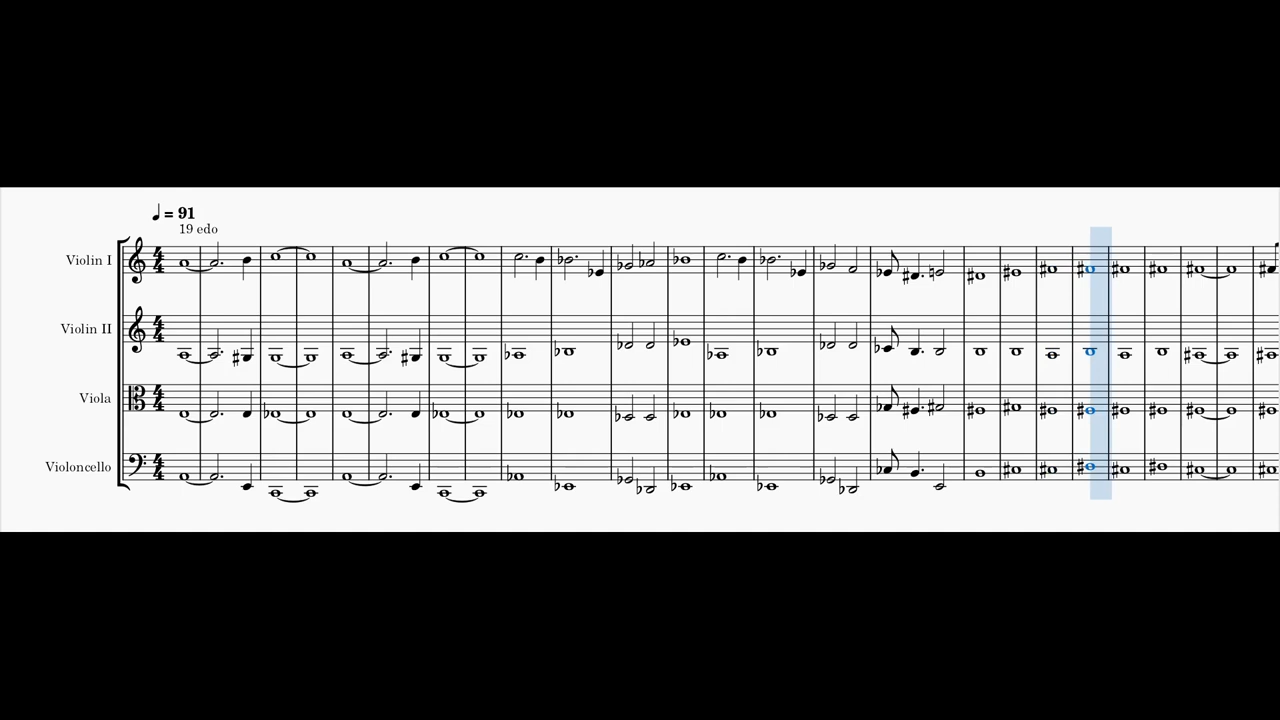 ♩ = 91
19 edo
Violin I
Violin II
Viola
Violoncello